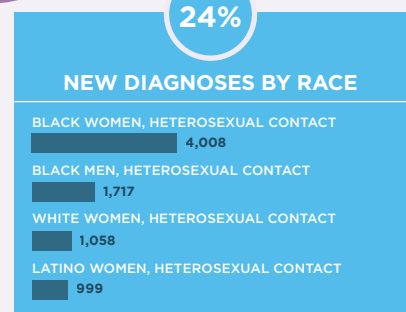 24%
NEW DIAGNOSES BY RACE
BLACK WOMEN, HETEROSEXUAL CONTACT
4,008
BLACK MEN, HETEROSEXUAL CONTACT
1,717
WHITE WOMEN, HETEROSEXUAL CONTACT
1,058
LATINO WOMEN, HETEROSEXUAL CONTACT
999